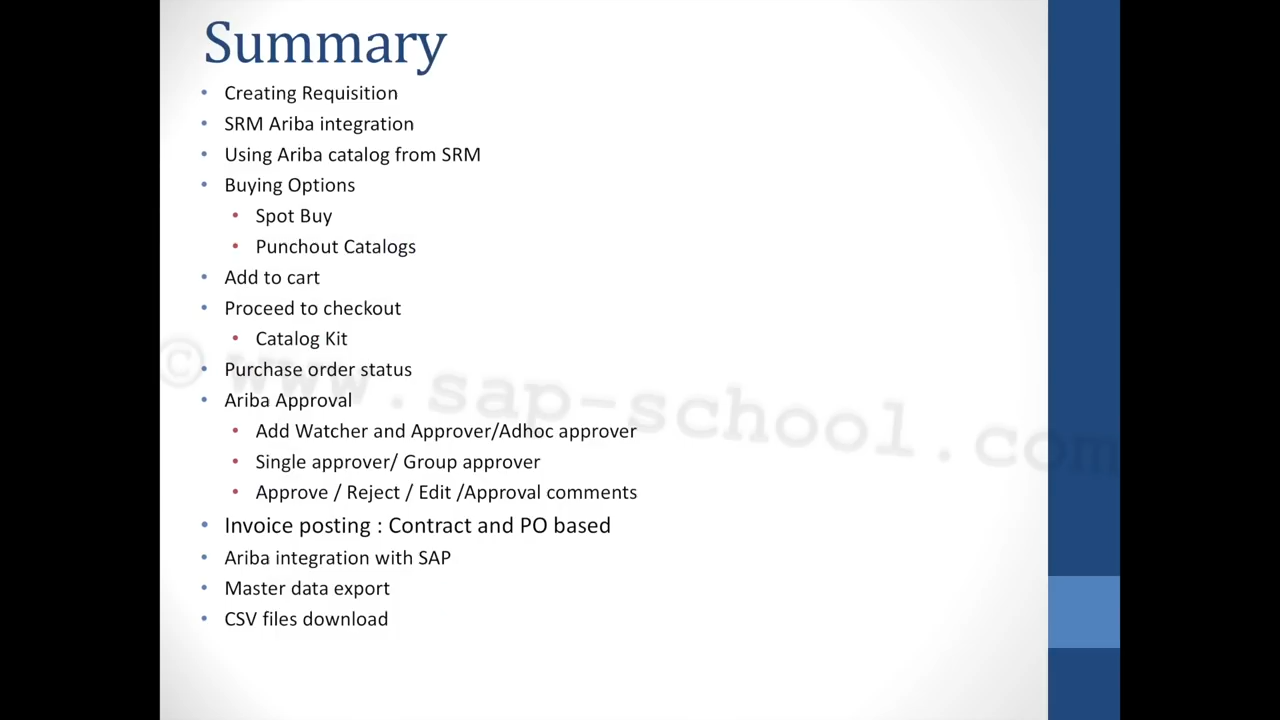 Summary
• Creating Requisition
• SRM Ariba integration
• Using Ariba catalog from SRM
• Buying Options
• Spot Buy
• Punchout Catalogs
• Add to cart
• Proceed to checkout
• Catalog Kit
• Purchase order status
• Ariba Approval
• Add Watcher and Approver/Adhoc approver
• Single approver/ Group approver
• Approve / Reject / Edit /Approval comments
• Invoice posting : Contract and PO based
• Ariba integration with SAP
• Master data export
• CSV files download
© www.sap-school.com